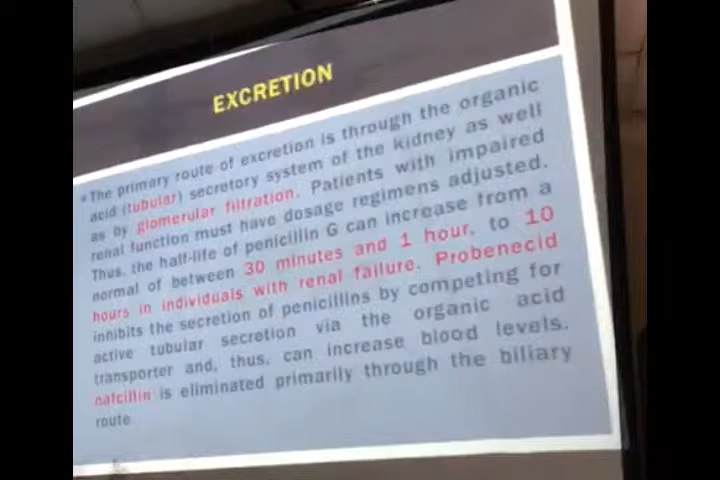 EXCRETION
•The primary route of excretion is through the organic
acid (tubular) secretory system of the kidney as well
as by glomerular filtration. Patients with impaired
renal function must have dosage regimens adjusted.
Thus, the half-life of penicillin G can increase from a
normal of between 30 minutes and 1 hour, to 10
hours in individuals with renal failure. Probenecid
inhibits the secretion of penicillins by competing for
active tubular secretion via the organic acid
transporter and, thus, can increase blood levels.
nafcillin is eliminated primarily through the biliary
route